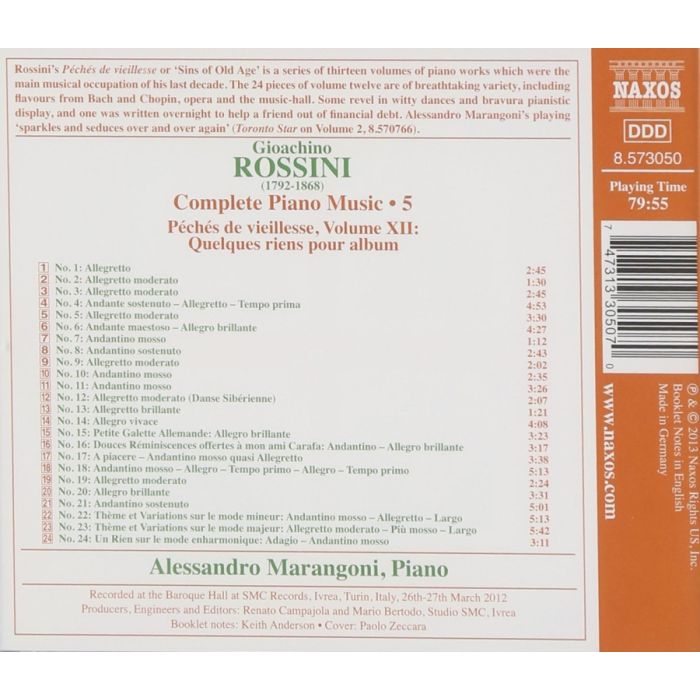 Rossini's Péchés de vieillesse or 'Sins of Old Age' is a series of thirteen volumes of piano works which were the
main musical occupation of his last decade. The 24 pieces of volume twelve are of breathtaking variety, including
flavours from Bach and Chopin, opera and the music-hall. Some revel in witty dances and bravura pianistic
display, and one was written overnight to help a friend out of financial debt. Alessandro Marangoni's playing
'sparkles and seduces over and over again' (Toronto Star on Volume 2, 8.570766).
Gioachino
ROSSINI
(1792-1868)
Complete Piano Music • 5
Péchés de vieillesse, Volume XII:
Quelques riens pour album
1 No. 1: Allegretto 2:45
2 No. 2: Allegretto moderato 1:30
3 No. 3: Allegretto moderato 2:45
4 No. 4: Andante sostenuto – Allegretto – Tempo prima 4:53
5 No. 5: Allegretto moderato 3:30
6 No. 6: Andante maestoso – Allegro brillante 4:27
7 No. 7: Andantino mosso 1:12
8 No. 8: Andantino sostenuto 2:43
9 No. 9: Allegretto moderato 2:02
10 No. 10: Andantino mosso 2:35
11 No. 11: Andantino mosso 3:26
12 No. 12: Allegretto moderato (Danse Sibérienne) 2:07
13 No. 13: Allegretto brillante 1:21
14 No. 14: Allegro vivace 4:08
15 No. 15: Petite Galette Allemande: Allegro brillante 3:23
16 No. 16: Douces Réminiscences offertes à mon ami Carafa: Andantino – Allegro brillante 3:17
17 No. 17: A piacere – Andantino mosso quasi Allegretto 3:38
18 No. 18: Andantino mosso – Allegro – Tempo primo – Allegro – Tempo primo 5:13
19 No. 19: Allegretto moderato 2:24
20 No. 20: Allegro brillante 3:31
21 No. 21: Andantino sostenuto 5:01
22 No. 22: Thème et Variations sur le mode mineur: Andantino mosso – Allegretto – Largo 5:13
23 No. 23: Thème et Variations sur le mode majeur: Allegretto moderato – Più mosso – Largo 5:42
24 No. 24: Un Rien sur le mode enharmonique: Adagio – Andantino mosso 3:11
Alessandro Marangoni, Piano
Recorded at the Baroque Hall at SMC Records, Ivrea, Turin, Italy, 26th-27th March 2012
Producers, Engineers and Editors: Renato Campajola and Mario Bertodo, Studio SMC, Ivrea
Booklet notes: Keith Anderson • Cover: Paolo Zeccara
NAXOS
DDD
8.573050
Playing Time
79:55
7 47313 30507 0
www.naxos.com
℗ & © 2013 Naxos Rights US, Inc.
Booklet Notes in English
Made in Germany